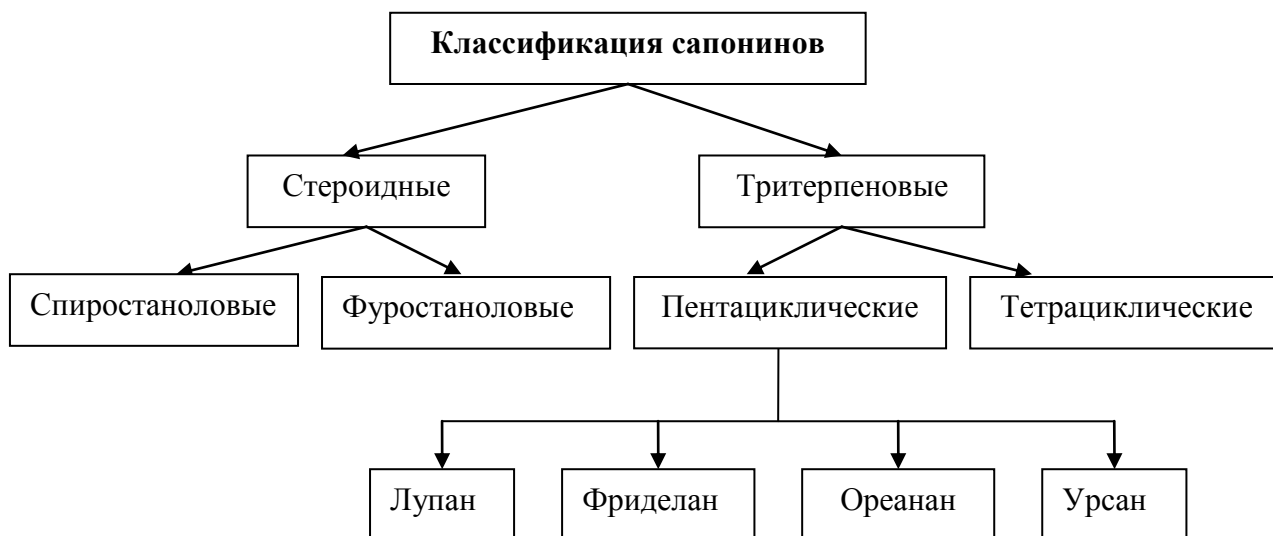 Классификация сапонинов
Стероидные
Тритерпеновые
Спиростаноловые
Фуростаноловые
Пентациклические
Тетрациклические
Лупан
Фриделан
Ореанан
Урсан